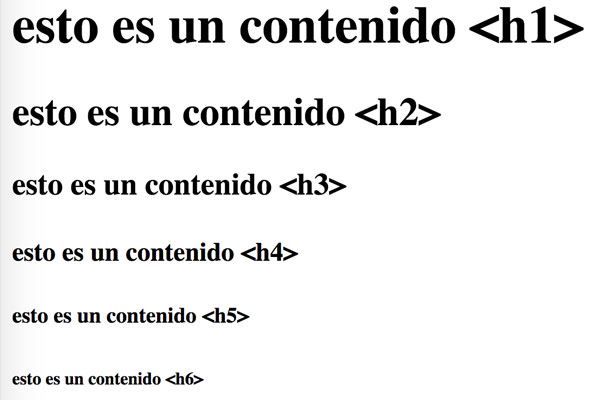 esto es un contenido <h1>
esto es un contenido <h2>
esto es un contenido <h3>
esto es un contenido <h4>
esto es un contenido <h5>
esto es un contenido <h6>